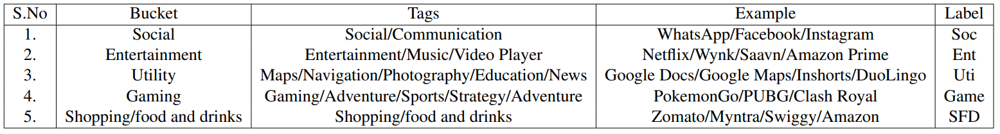 S.No Bucket Tags Example Label
1. Social Social/Communication WhatsApp/Facebook/Instagram Soc
2. Entertainment Entertainment/Music/Video Player Netflix/Wynk/Saavn/Amazon Prime Ent
3. Utility Maps/Navigation/Photography/Education/News Google Docs/Google Maps/Inshorts/DuoLingo Uti
4. Gaming Gaming/Adventure/Sports/Strategy/Adventure PokemonGo/PUBG/Clash Royal Game
5. Shopping/food and drinks Shopping/food and drinks Zomato/Myntra/Swiggy/Amazon SFD